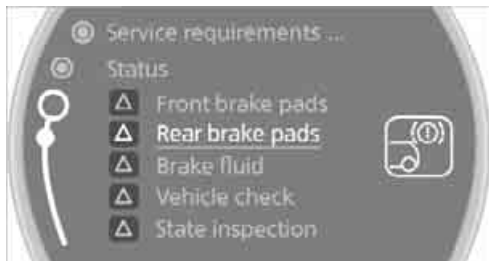 Service requirements ...
Status
Front brake pads
Rear brake pads
Brake fluid
Vehicle check
State inspection